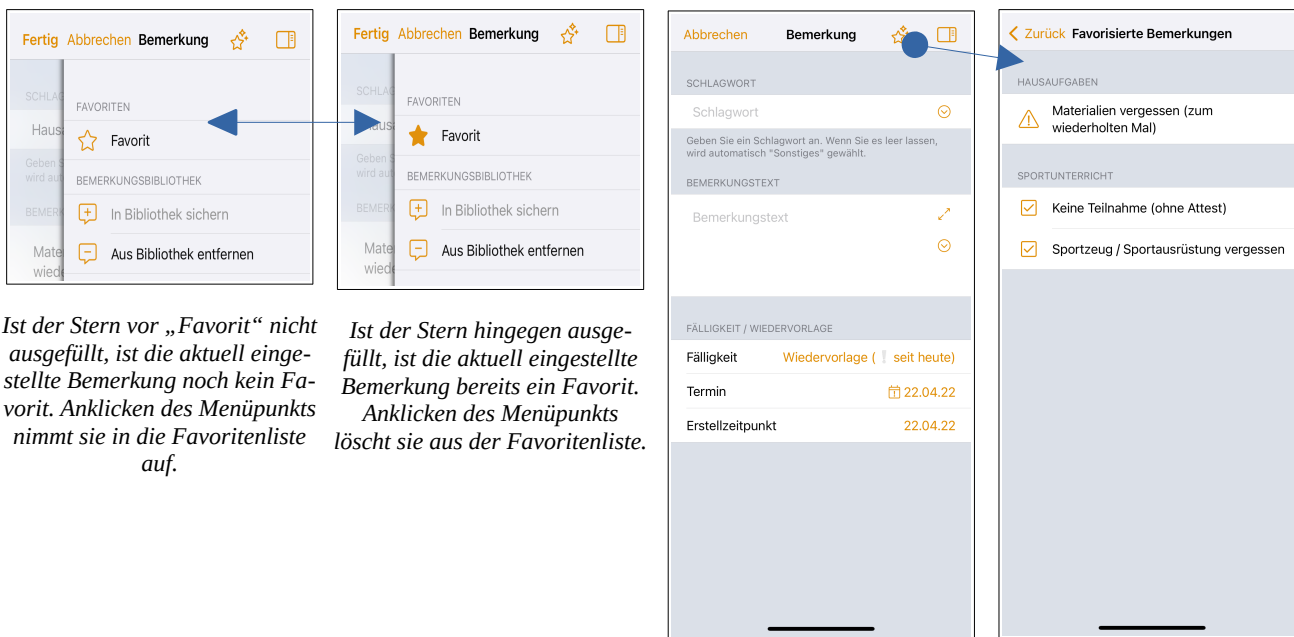 Fertig Abbrechen Bemerkung
SCHLAG
FAVORITEN
Haus
Favorit
Geben S
wird aut
BEMERKUNGSBIBLIOTHEK
BEMER
In Bibliothek sichern
Mate
wiede
Aus Bibliothek entfernen
Ist der Stern vor „Favorit“ nicht
ausgefüllt, ist die aktuell einge-
stellte Bemerkung noch kein Fa-
vorit. Anklicken des Menüpunkts
nimmt sie in die Favoritenliste
auf.
Fertig Abbrechen Bemerkung
SCHLAG
FAVORITEN
Haus
Favorit
Geben S
wird aut
BEMERKUNGSBIBLIOTHEK
BEMER
In Bibliothek sichern
Mate
wiede
Aus Bibliothek entfernen
Ist der Stern hingegen ausge-
füllt, ist die aktuell eingestellte
Bemerkung bereits ein Favorit.
Anklicken des Menüpunkts
löscht sie aus der Favoritenliste.
Abbrechen Bemerkung
SCHLAGWORT
Schlagwort
Geben Sie ein Schlagwort an. Wenn Sie es leer lassen,
wird automatisch "Sonstiges" gewählt.
BEMERKUNGSTEXT
Bemerkungstext
FÄLLIGKEIT / WIEDERVORLAGE
Fälligkeit Wiedervorlage (❕ seit heute)
Termin 22.04.22
Erstellzeitpunkt 22.04.22
Zurück Favorisierte Bemerkungen
HAUSAUFGABEN
Materialien vergessen (zum
wiederholten Mal)
SPORTUNTERRICHT
Keine Teilnahme (ohne Attest)
Sportzeug / Sportausrüstung vergessen